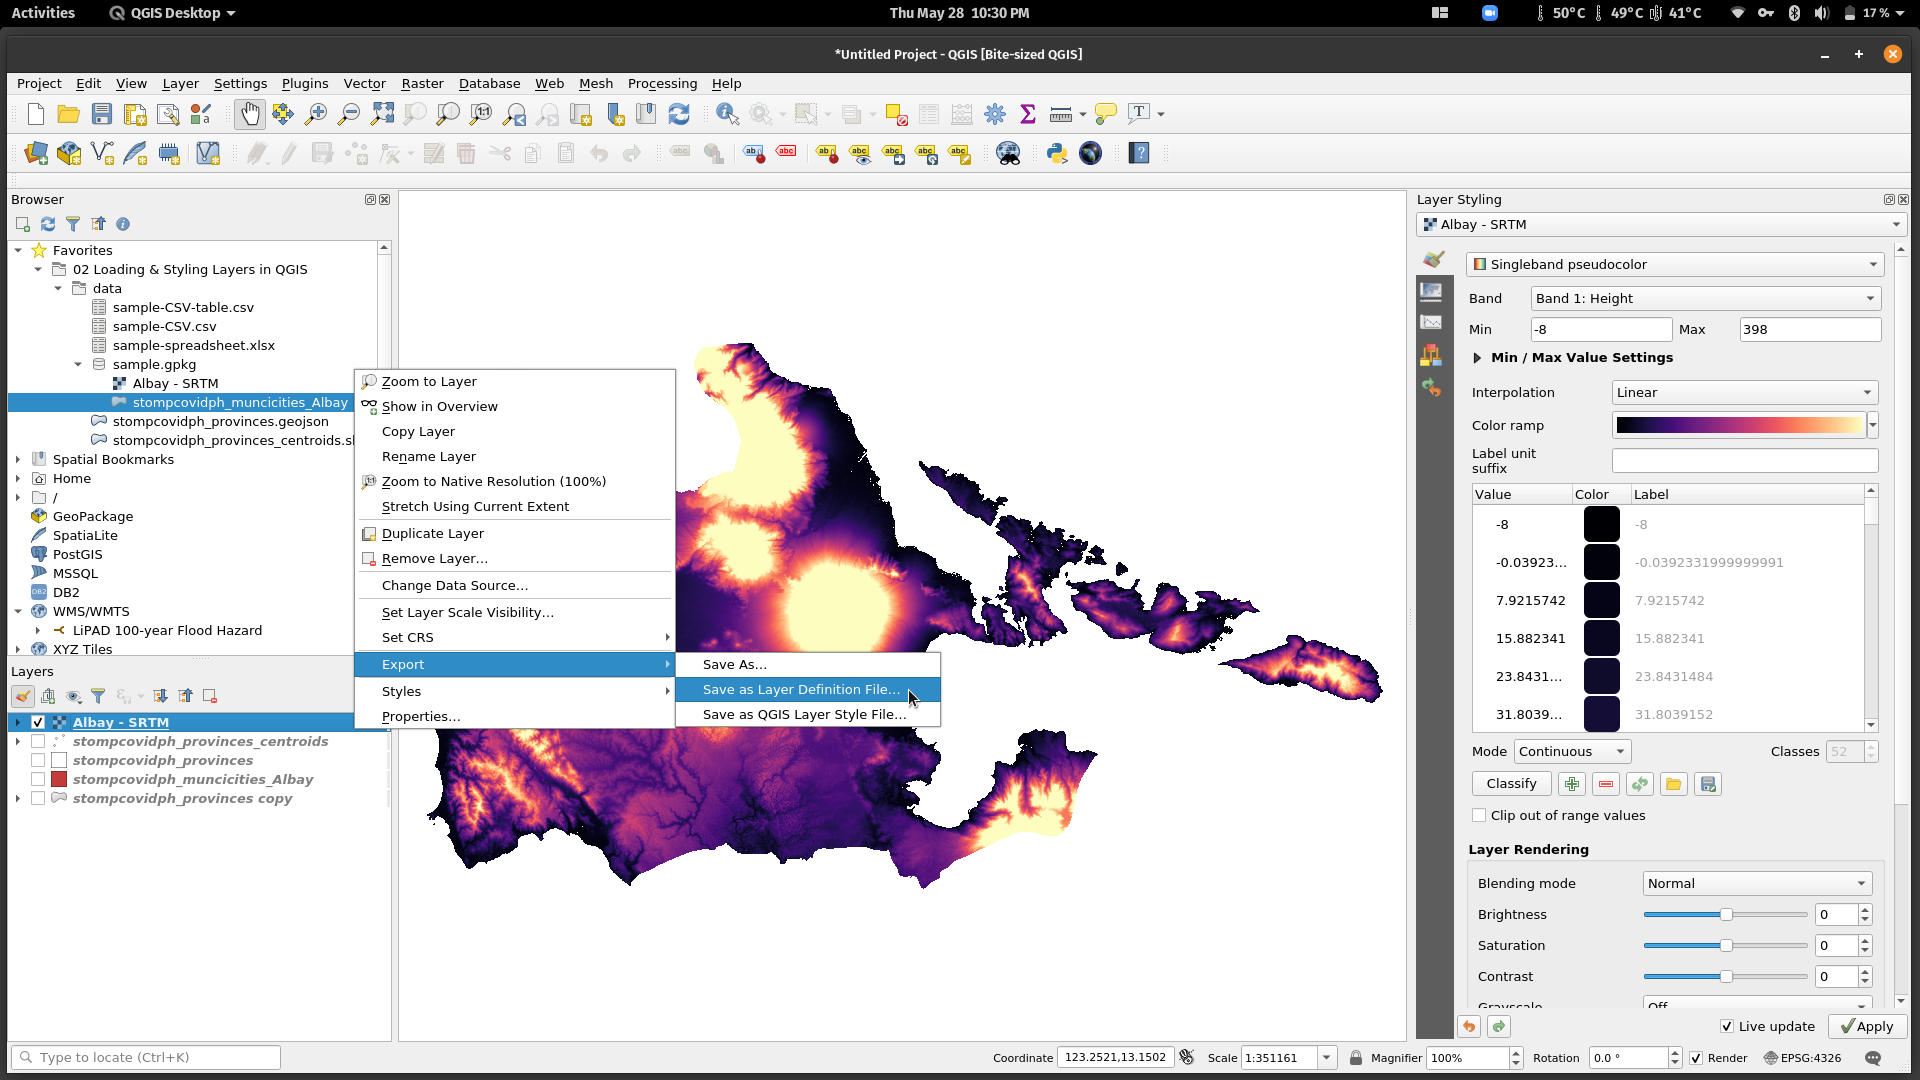 Activities
QGIS Desktop
Thu May 28 10:30 PM
50°C 49°C 41°C
17 %
*Untitled Project - QGIS [Bite-sized QGIS]
Project Edit View Layer Settings Plugins Vector Raster Database Web Mesh Processing Help
Browser
Favorites
02 Loading & Styling Layers in QGIS
data
sample-CSV-table.csv
sample-CSV.csv
sample-spreadsheet.xlsx
sample.gpkg
Albay - SRTM
stompcovidph_muncicities_Albay
stompcovidph_provinces.geojson
stompcovidph_provinces_centroids.sl
Spatial Bookmarks
Home
/
GeoPackage
SpatiaLite
PostGIS
MSSQL
DB2
WMS/WMTS
LiPAD 100-year Flood Hazard
XYZ Tiles
Layers
Albay - SRTM
stompcovidph_provinces_centroids
stompcovidph_provinces
stompcovidph_muncicities_Albay
stompcovidph_provinces copy
Type to locate (Ctrl+K)
Zoom to Layer
Show in Overview
Copy Layer
Rename Layer
Zoom to Native Resolution (100%)
Stretch Using Current Extent
Duplicate Layer
Remove Layer…
Change Data Source…
Set Layer Scale Visibility…
Set CRS
Export
Styles
Properties…
Save As…
Save as Layer Definition File…
Save as QGIS Layer Style File…
Layer Styling
Albay - SRTM
Singleband pseudocolor
Band
Band 1: Height
Min -8 Max 398
Min / Max Value Settings
Interpolation Linear
Color ramp
Label unit suffix
Value Color Label
-8 -8
-0.03923… -0.0392331999999991
7.9215742 7.9215742
15.882341 15.882341
23.8431… 23.8431484
31.8039… 31.8039152
Mode Continuous Classes 52
Classify
Clip out of range values
Layer Rendering
Blending mode Normal
Brightness 0
Saturation 0
Contrast 0
Grayscale Off
Live update
Apply
Coordinate 123.2521,13.1502 Scale 1:351161 Magnifier 100% Rotation 0.0 ° Render EPSG:4326